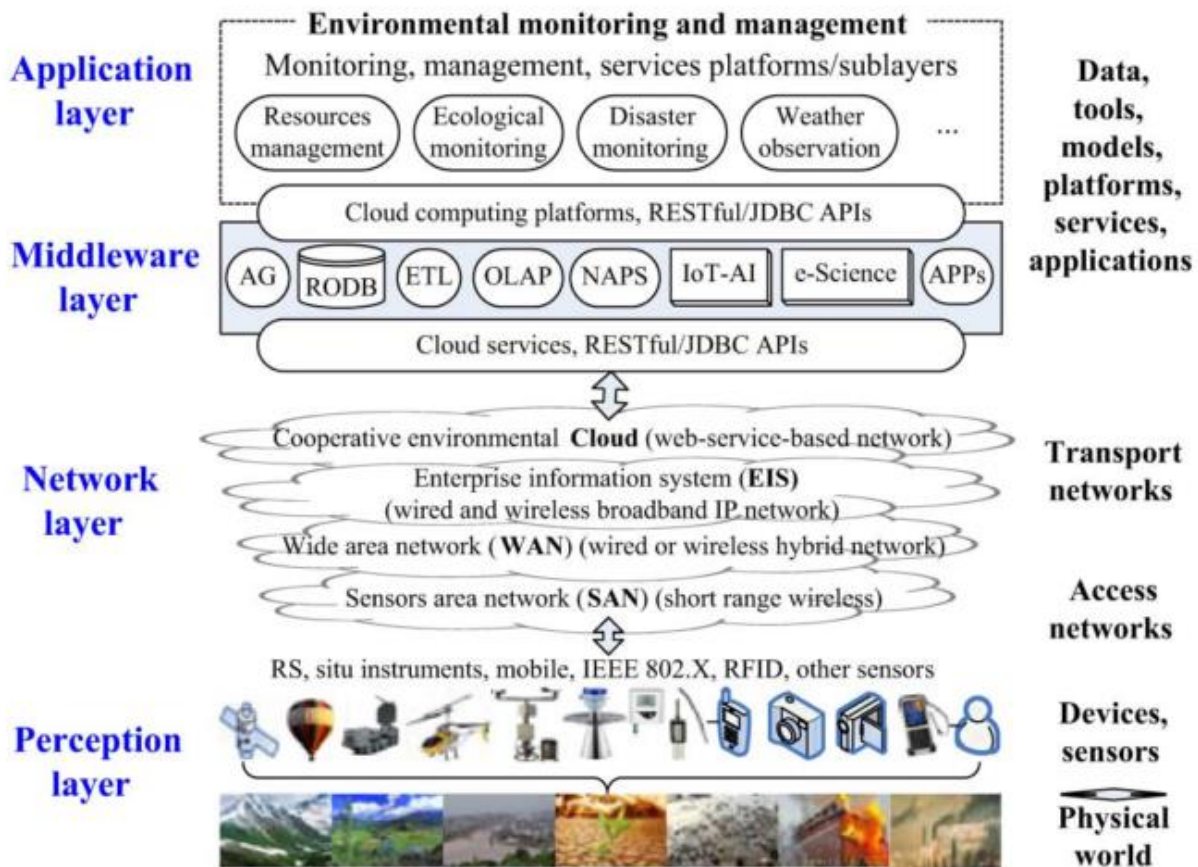 Environmental monitoring and management
Application
layer
Monitoring, management, services platforms/sublayers
Resources
management
Ecological
monitoring
Disaster
monitoring
Weather
observation
...
Cloud computing platforms, RESTful/JDBC APIs
Data,
tools,
models,
platforms,
services,
applications
Middleware
layer
AG
RODB
ETL
OLAP
NAPS
IoT-AI
e-Science
APPs
Cloud services, RESTful/JDBC APIs
Network
layer
Cooperative environmental Cloud (web-service-based network)
Enterprise information system (EIS)
(wired and wireless broadband IP network)
Wide area network (WAN) (wired or wireless hybrid network)
Sensors area network (SAN) (short range wireless)
Transport
networks
Access
networks
Perception
layer
RS, situ instruments, mobile, IEEE 802.X, RFID, other sensors
Devices,
sensors
Physical
world